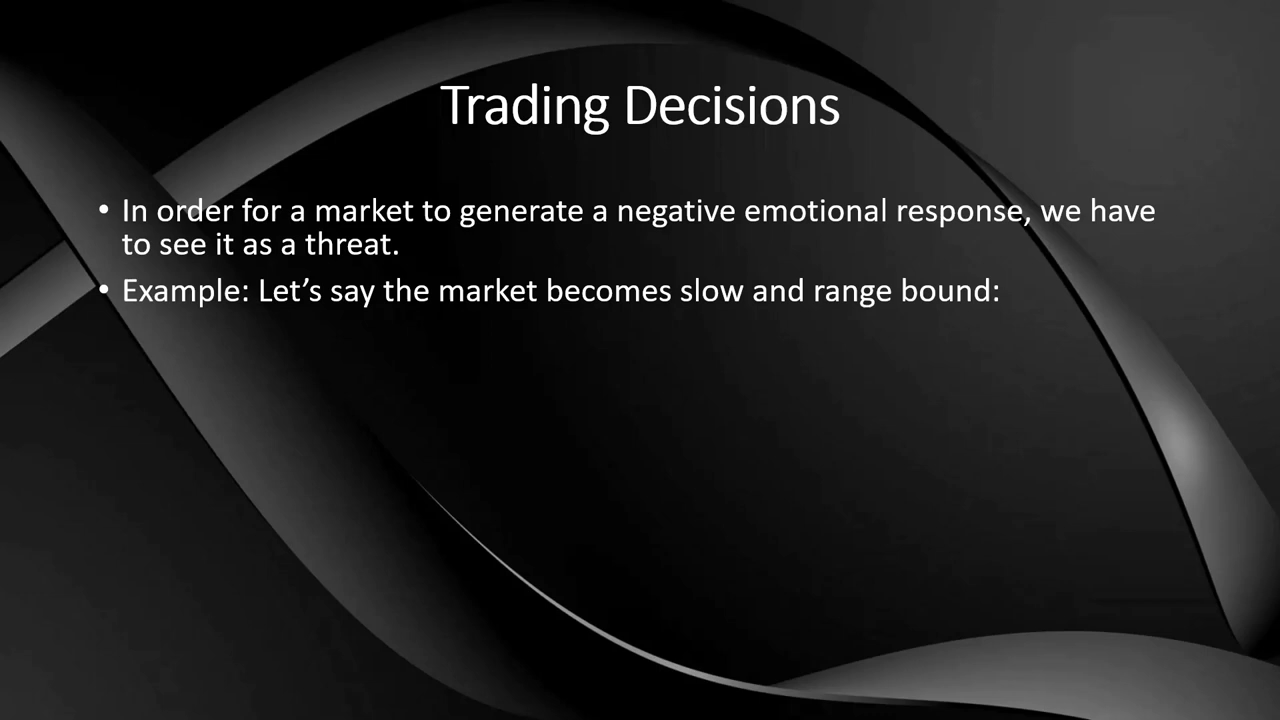 Trading Decisions
• In order for a market to generate a negative emotional response, we have
to see it as a threat.
• Example: Let’s say the market becomes slow and range bound: